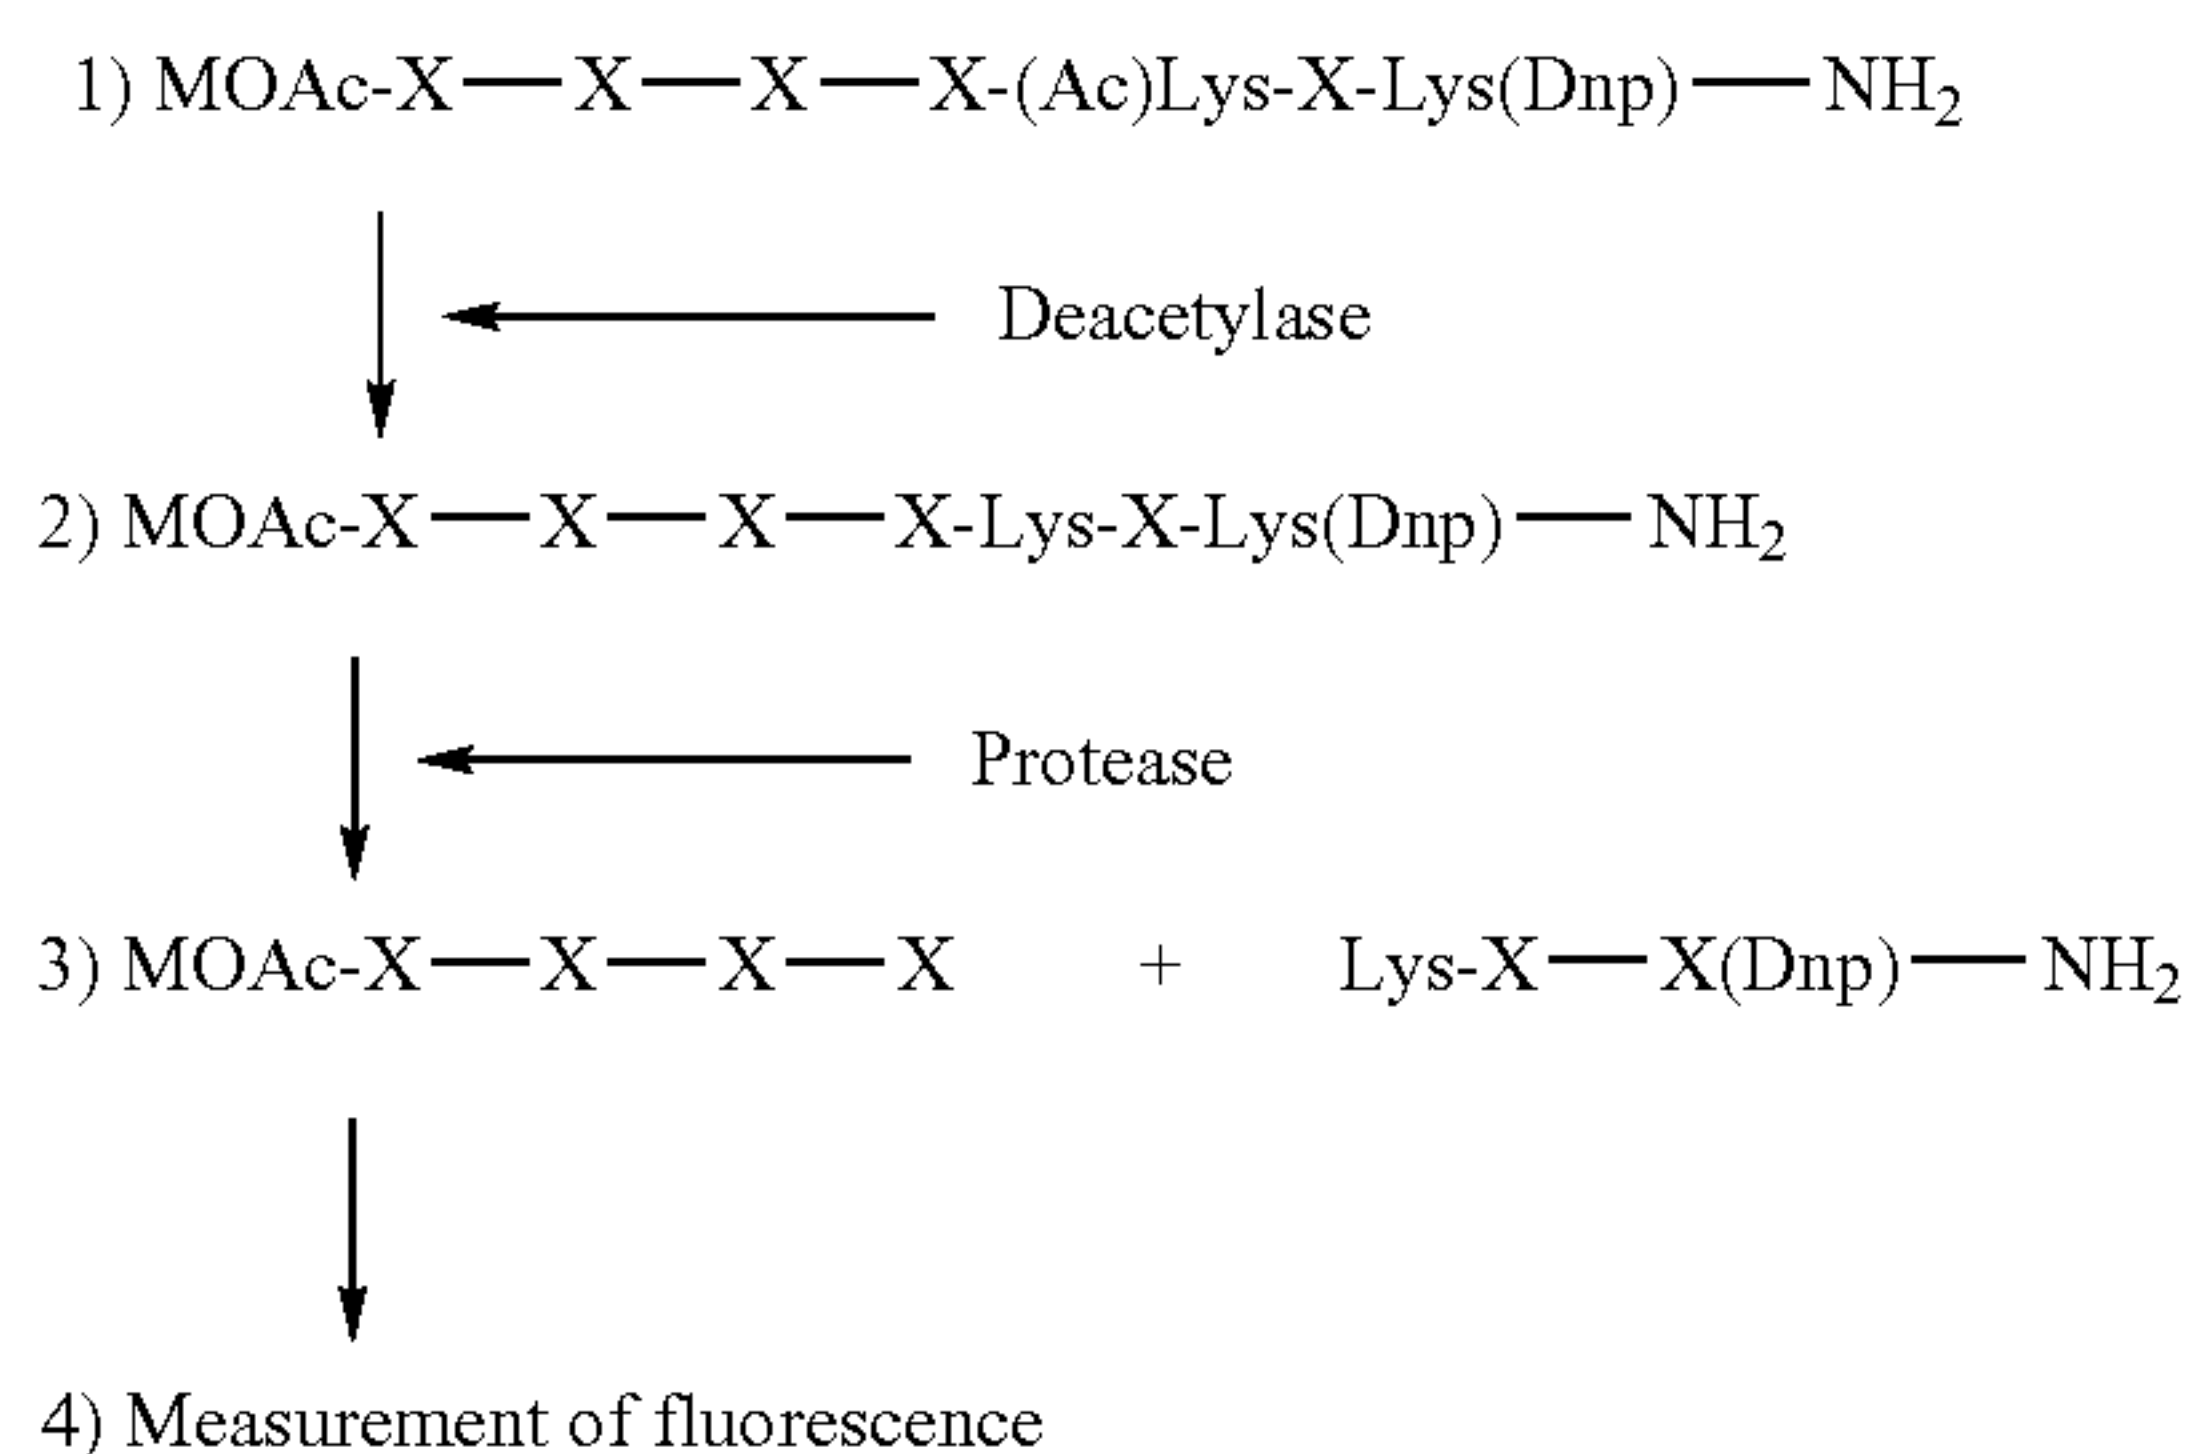 1) MOAc-X—X—X—X-(Ac)Lys-X-Lys(Dnp)—NH₂
Deacetylase
2) MOAc-X—X—X—X-Lys-X-Lys(Dnp)—NH₂
Protease
3) MOAc-X—X—X—X + Lys-X—X(Dnp)—NH₂
4) Measurement of fluorescence